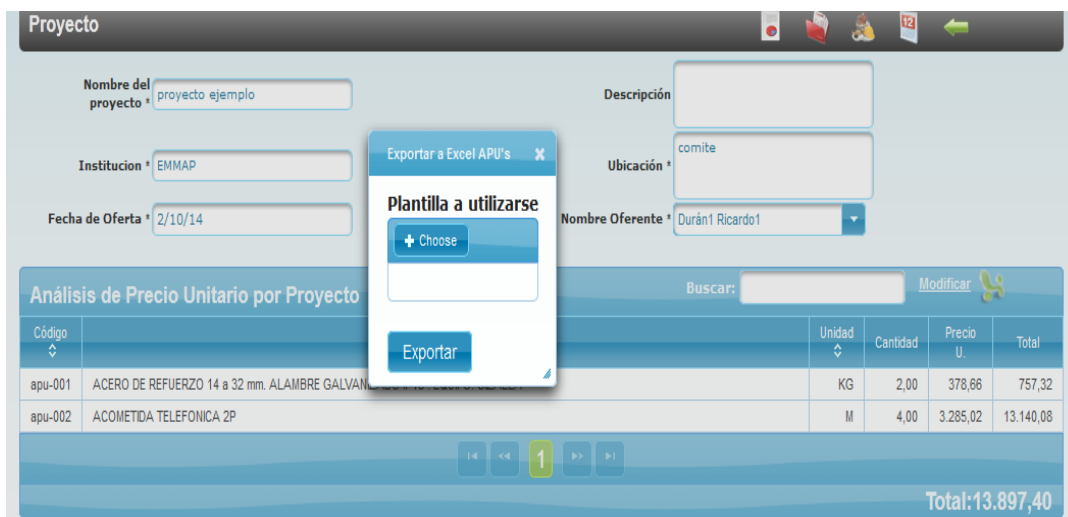 Proyecto
12
Nombre del
proyecto *
proyecto ejemplo
Descripción
Institucion *
EMMAP
Ubicación *
comite
Fecha de Oferta *
2/10/14
Nombre Oferente *
Durán1 Ricardo1
Exportar a Excel APU's
Plantilla a utilizarse
+ Choose
Exportar
Análisis de Precio Unitario por Proyecto
Buscar:
Modificar
Código
Unidad
Cantidad
Precio
U.
Total
apu-001 ACERO DE REFUERZO 14 a 32 mm. ALAMBRE KG 2,00 378,66 757,32
apu-002 ACOMETIDA TELEFONICA 2P M 4,00 3.285,02 13.140,08
1
Total:13.897,40